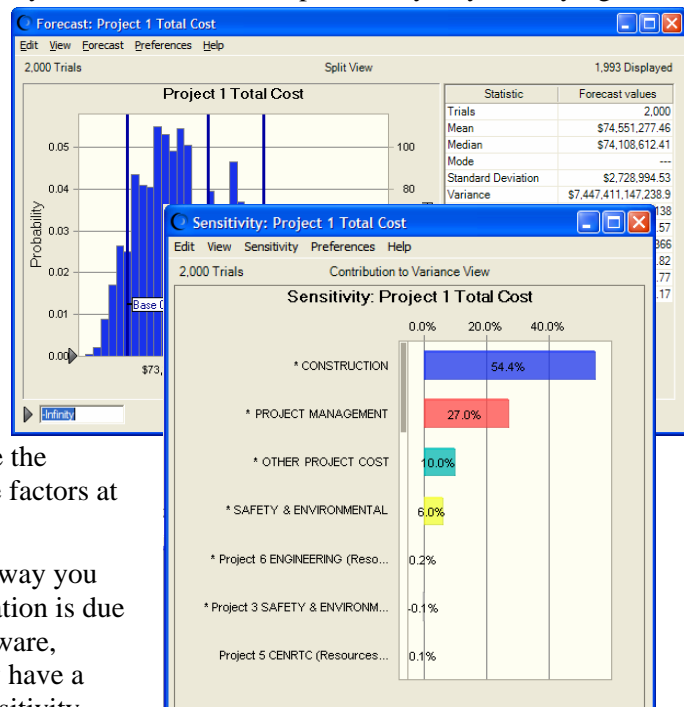 Forecast: Project 1 Total Cost
Edit View Forecast Preferences Help
2,000 Trials Split View 1,993 Displayed
Project 1 Total Cost
Probability
0.05
0.04
0.03
0.02
0.01
0.00
100
80
Base
$73,
-Infinity
Statistic Forecast values
Trials 2,000
Mean $74,551,277.46
Median $74,108,612.41
Mode ---
Standard Deviation $2,728,994.53
Variance $7,447,411,147,238.9
138
.57
366
.82
.77
.17
Sensitivity: Project 1 Total Cost
Edit View Sensitivity Preferences Help
2,000 Trials Contribution to Variance View
Sensitivity: Project 1 Total Cost
0.0% 20.0% 40.0%
* CONSTRUCTION 54.4%
* PROJECT MANAGEMENT 27.0%
* OTHER PROJECT COST 10.0%
* SAFETY & ENVIRONMENTAL 6.0%
* Project 6 ENGINEERING (Reso... 0.2%
* Project 3 SAFETY & ENVIRONM... -0.1%
Project 5 CENRTC (Resources... 0.1%
the
factors at
way you
ation is due
ware,
have a